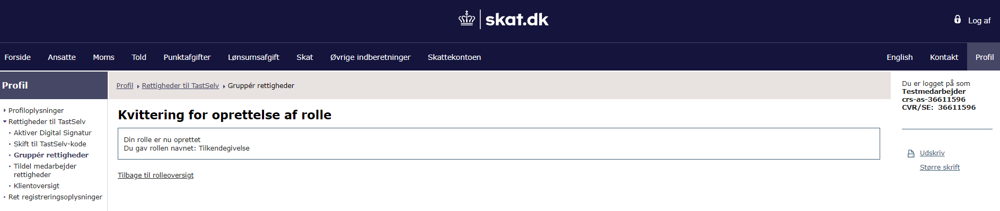 skat.dk
Log af
Forside Ansatte Moms Told Punktafgifter Lønsumsafgift Skat Øvrige indberetninger Skattekontoen English Kontakt Profil
Profil
Profiloplysninger
Rettigheder til TastSelv
Aktiver Digital Signatur
Skift til TastSelv-kode
Gruppér rettigheder
Tildel medarbejder
rettigheder
Klientoversigt
Ret registreringsoplysninger
Profil Rettigheder til TastSelv Gruppér rettigheder
Kvittering for oprettelse af rolle
Din rolle er nu oprettet
Du gav rollen navnet: Tilkendegivelse
Tilbage til rolleoversigt
Du er logget på som
Testmedarbejder
crs-as-36611596
CVR/SE: 36611596
Udskriv
Større skrift